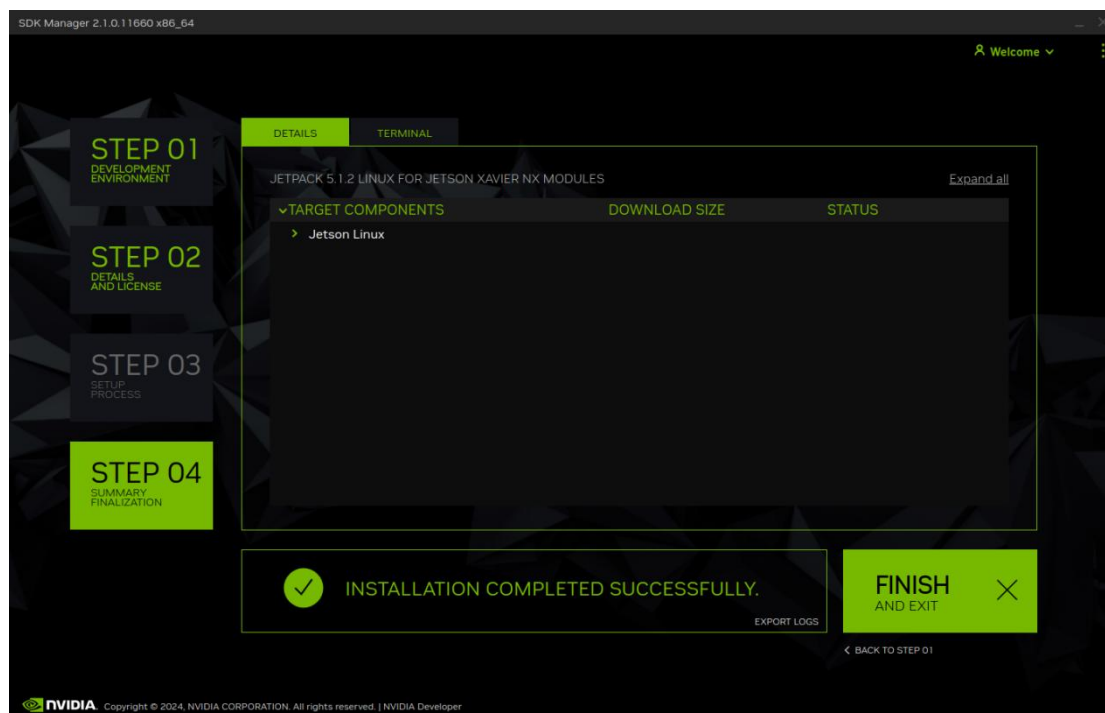 SDK Manager 2.1.0.11660 x86_64
Welcome
STEP 01
DEVELOPMENT
ENVIRONMENT
STEP 02
DETAILS
AND LICENSE
STEP 03
SETUP
PROCESS
STEP 04
SUMMARY
FINALIZATION
DETAILS TERMINAL
JETPACK 5.1.2 LINUX FOR JETSON XAVIER NX MODULES Expand all
TARGET COMPONENTS DOWNLOAD SIZE STATUS
Jetson Linux
INSTALLATION COMPLETED SUCCESSFULLY.
EXPORT LOGS
FINISH
AND EXIT
BACK TO STEP 01
NVIDIA. Copyright © 2024, NVIDIA CORPORATION. All rights reserved. | NVIDIA Developer